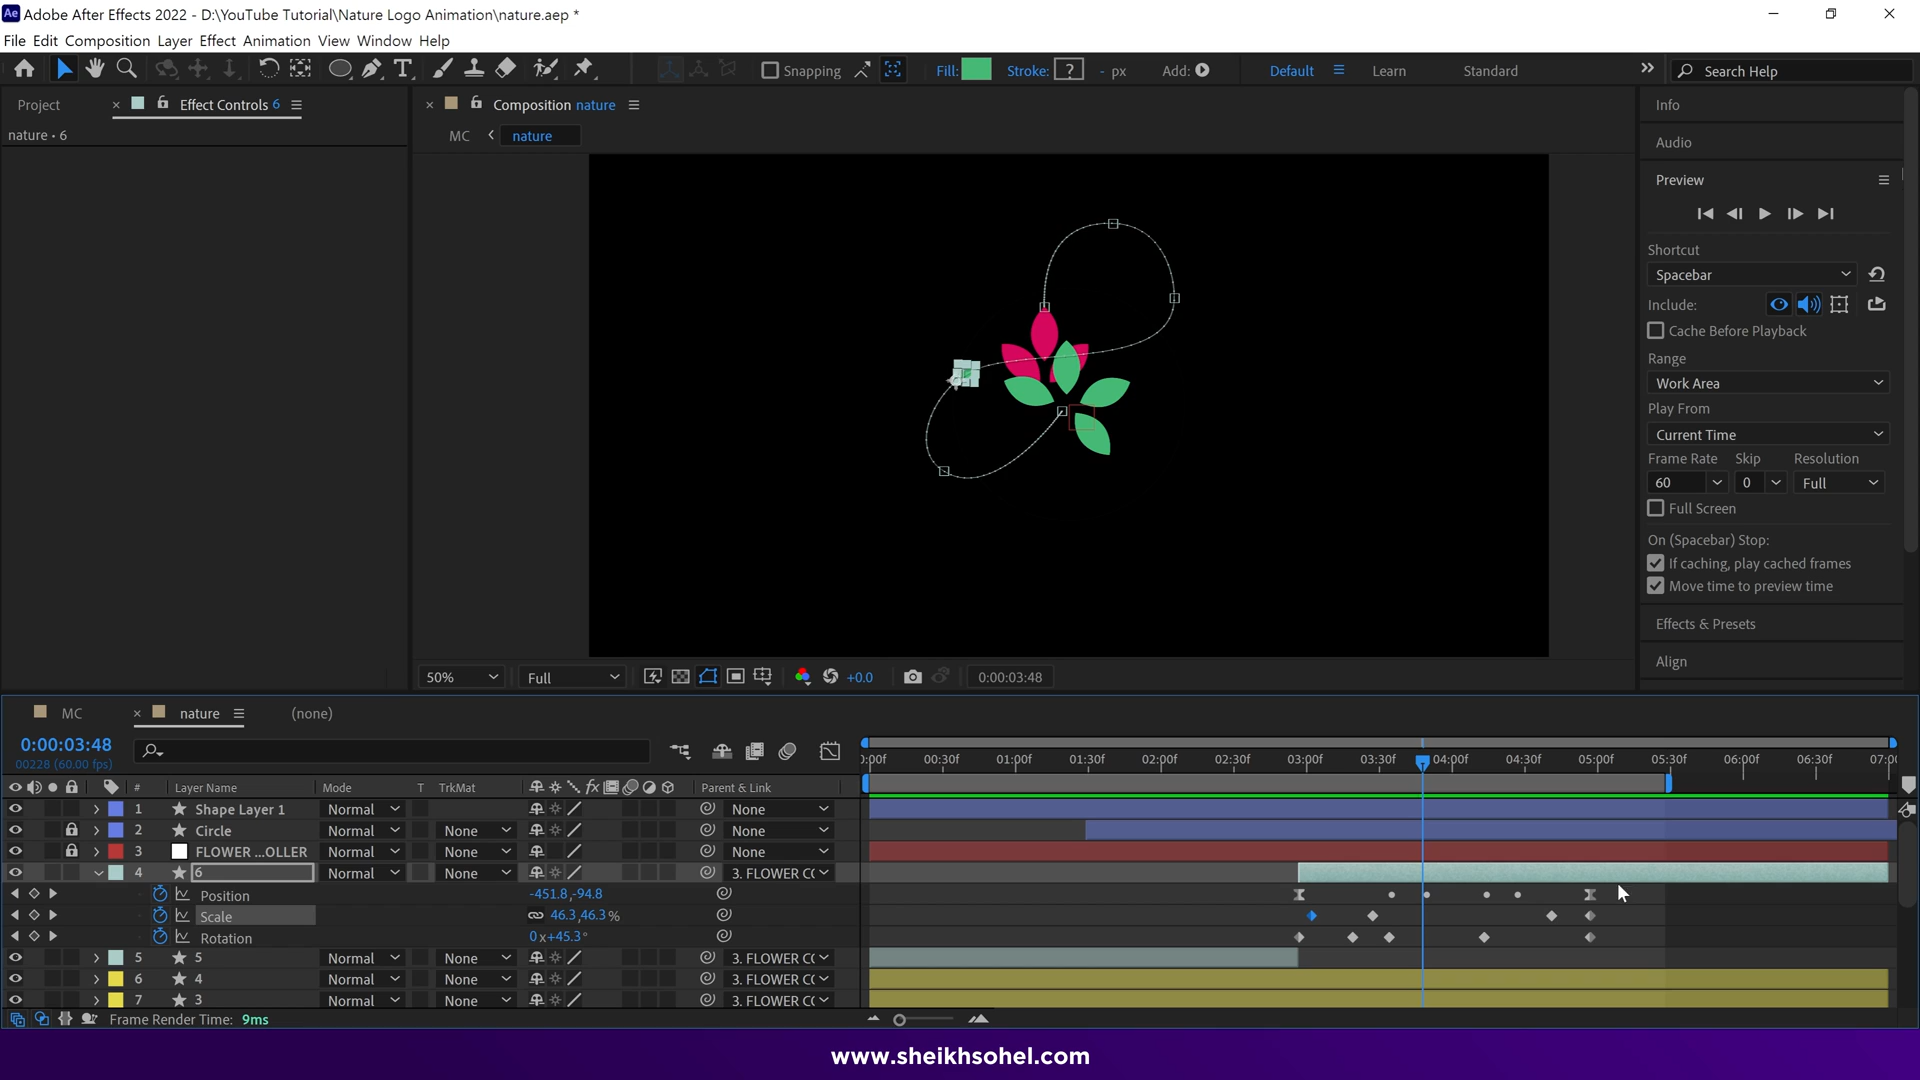 Adobe After Effects 2022 - D:\YouTube Tutorial\Nature Logo Animation\nature.aep *
File Edit Composition Layer Effect Animation View Window Help
Snapping Fill: Stroke: ? - px Add: Default Learn Standard Search Help
Project Effect Controls 6
nature • 6
Composition nature
MC nature
Info
Audio
Preview
Shortcut
Spacebar
Include:
Cache Before Playback
Range
Work Area
Play From
Current Time
Frame Rate Skip Resolution
60 0 Full
Full Screen
On (Spacebar) Stop:
If caching, play cached frames
Move time to preview time
Effects & Presets
Align
50% Full +0.0 0:00:03:48
MC nature (none)
0:00:03:48
00228 (60.00 fps)
:00f 00:30f 01:00f 01:30f 02:00f 02:30f 03:00f 03:30f 04:00f 04:30f 05:00f 05:30f 06:00f 06:30f 07:00
# Layer Name Mode T TrkMat fx Parent & Link
1 Shape Layer 1 Normal None
2 Circle Normal None None
3 FLOWER ...OLLER Normal None None
4 6 Normal None 3. FLOWER CO
Position -451.8,-94.8
Scale 46.3,46.3%
Rotation 0x+45.3°
5 5 Normal None 3. FLOWER CO
6 4 Normal None 3. FLOWER CO
7 3 Normal None 3. FLOWER CO
Frame Render Time: 9ms
www.sheikhsohel.com